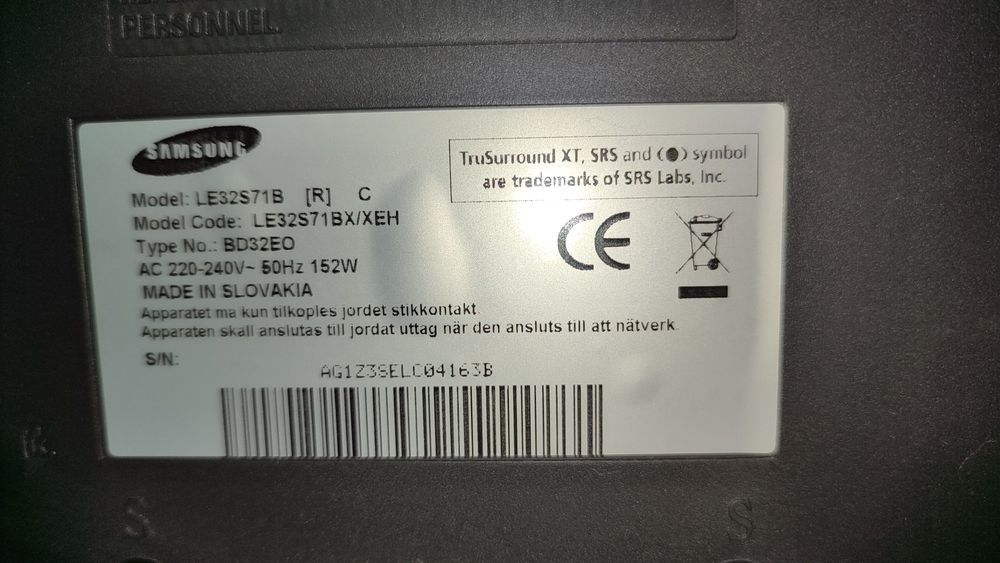 PERSONNEL.
SAMSUNG
TruSurround XT, SRS and (●) symbol
are trademarks of SRS Labs, Inc.
Model: LE32S71B [R] C
Model Code: LE32S71BX/XEH
Type No.: BD32EO
AC 220-240V~ 50Hz 152W
MADE IN SLOVAKIA
Apparatet ma kun tilkoples jordet stikkontakt.
Apparaten skall anslutas till jordat uttag när den ansluts till att nätverk.
S/N:
AG1Z3SELC04163B
CE
S
S